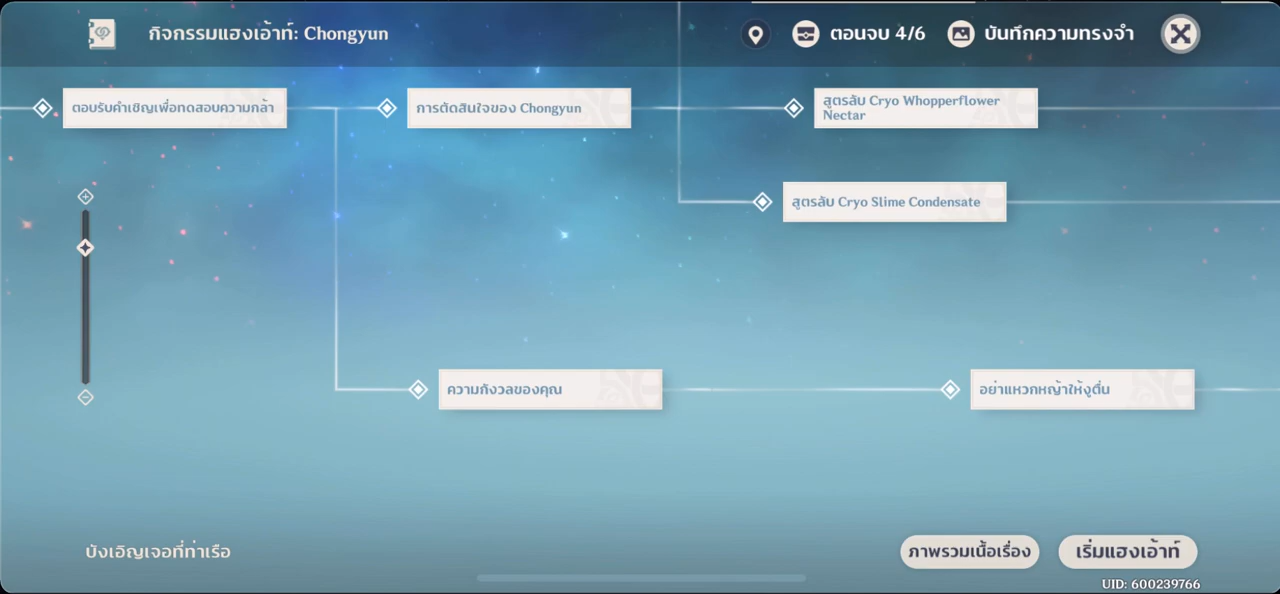 กิจกรรมแฮงเอ้าท์: Chongyun
ตอนจบ 4/6
บันทึกความทรงจำ
ตอบรับคำเชิญเพื่อทดสอบความกล้า
การตัดสินใจของ Chongyun
สูตรลับ Cryo Whopperflower
Nectar
สูตรลับ Cryo Slime Condensate
ความกังวลของคุณ
อย่าแหวกหญ้าให้งูตื่น
บังเอิญเจอที่ท่าเรือ
ภาพรวมเนื้อเรื่อง
เริ่มแฮงเอ้าท์
UID: 600239766